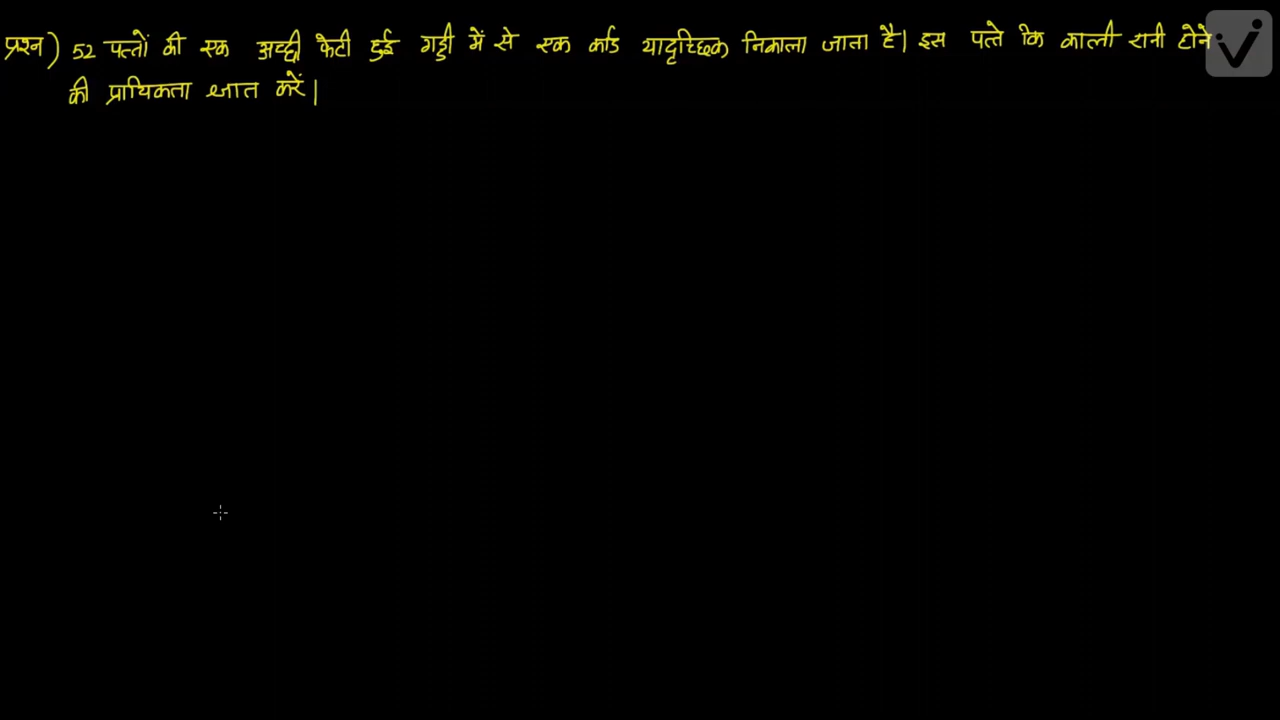 प्रश्न) 52 पत्तों की एक अच्छी फेटी हुई गड्डी में से एक कार्ड यादृच्छिक निकाला जाता है। इस पत्ते कि काली रानी होने
की प्रायिकता ज्ञात करें।